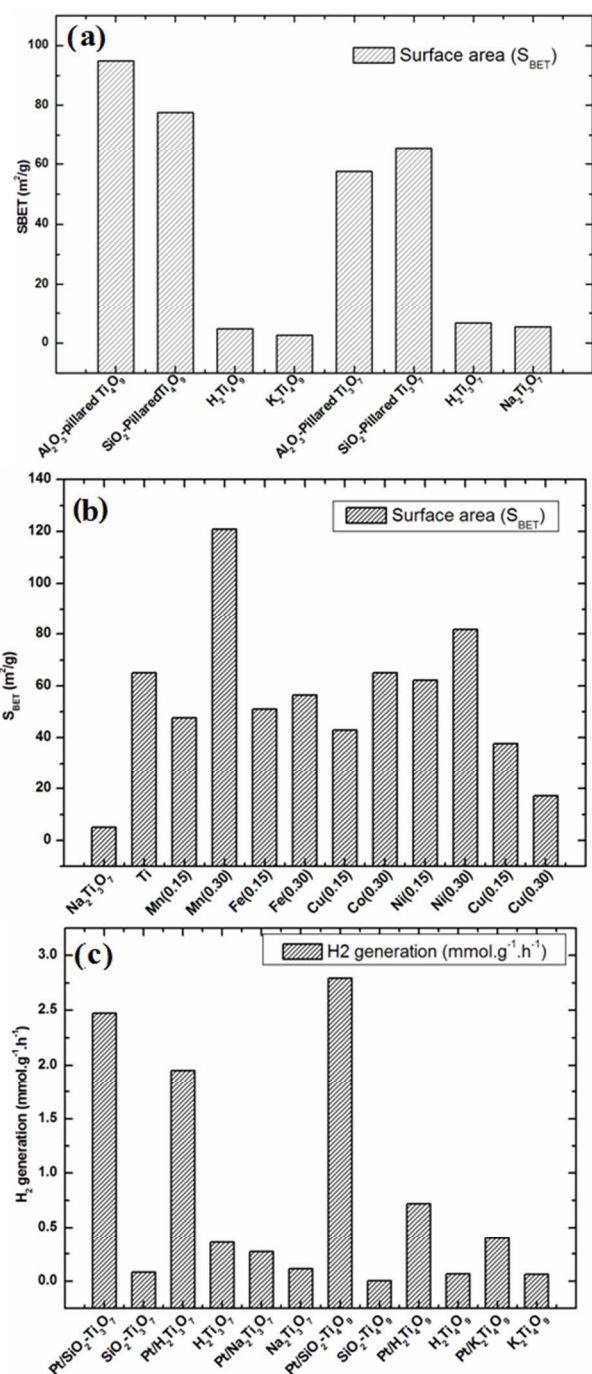 (a)
Surface area (S_BET)
SBET (m²/g)
100
80
60
40
20
0
Al₂O₃-pillared Ti₄O₉
SiO₂-PillaredTi₄O₉
H₂Ti₄O₉
K₂Ti₄O₉
Al₂O₃-Pillared Ti₃O₇
SiO₂-Pillared Ti₃O₇
H₂Ti₃O₇
Na₂Ti₃O₇
(b)
Surface area (S_BET)
S_BET (m²/g)
140
120
100
80
60
40
20
0
Na₂Ti₃O₇
Ti
Mn(0.15)
Mn(0.30)
Fe(0.15)
Fe(0.30)
Cu(0.15)
Co(0.30)
Ni(0.15)
Ni(0.30)
Cu(0.15)
Cu(0.30)
(c)
H2 generation (mmol.g⁻¹.h⁻¹)
H₂ generation (mmol.g⁻¹.h⁻¹)
3.0
2.5
2.0
1.5
1.0
0.5
0.0
Pt/SiO₂-Ti₃O₇
SiO₂-Ti₃O₇
Pt/H₂Ti₃O₇
H₂Ti₃O₇
Pt/Na₂Ti₃O₇
Na₂Ti₃O₇
Pt/SiO₂-Ti₄O₉
SiO₂-Ti₄O₉
Pt/H₂Ti₄O₉
H₂Ti₄O₉
Pt/K₂Ti₄O₉
K₂Ti₄O₉